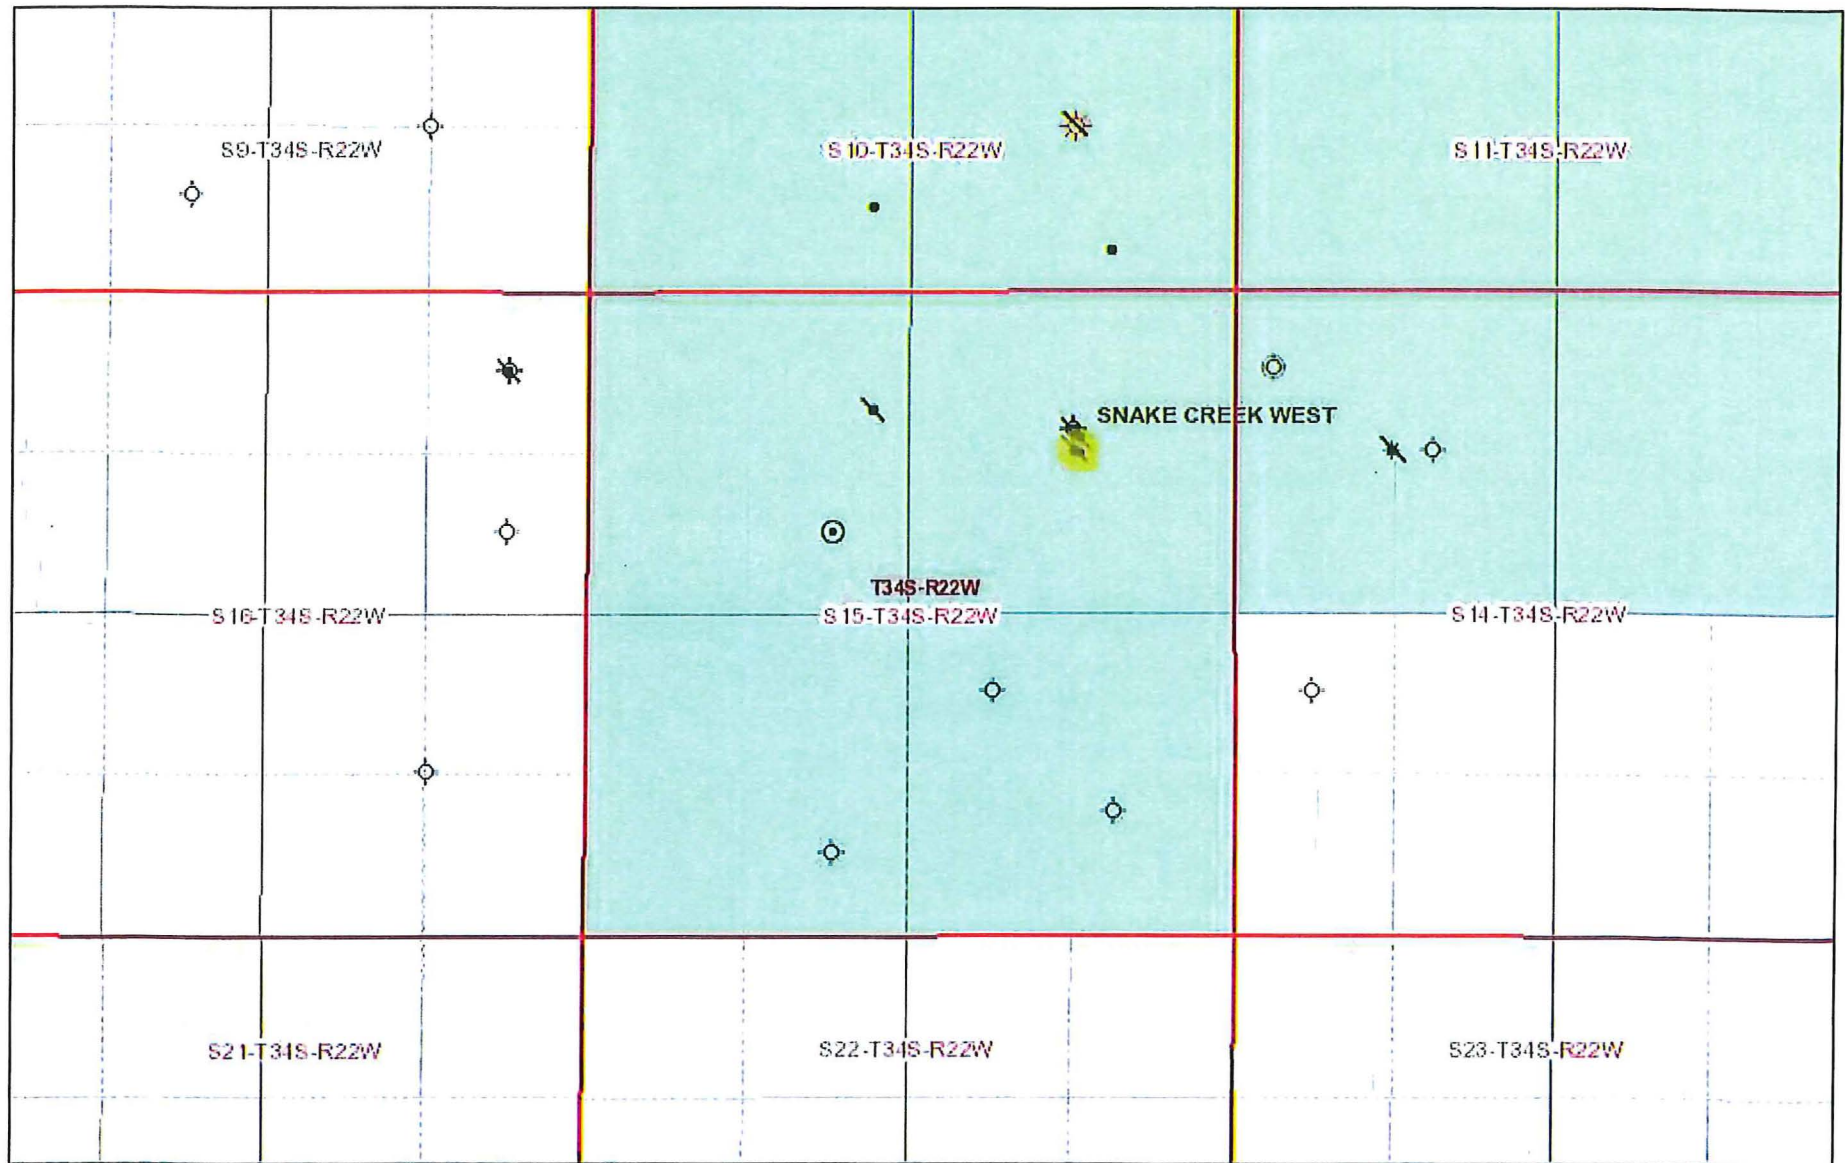 S9-T34S-R22W
S10-T34S-R22W
S11-T34S-R22W
SNAKE CREEK WEST
T34S-R22W
S16-T34S-R22W
S15-T34S-R22W
S14-T34S-R22W
S21-T34S-R22W
S22-T34S-R22W
S23-T34S-R22W